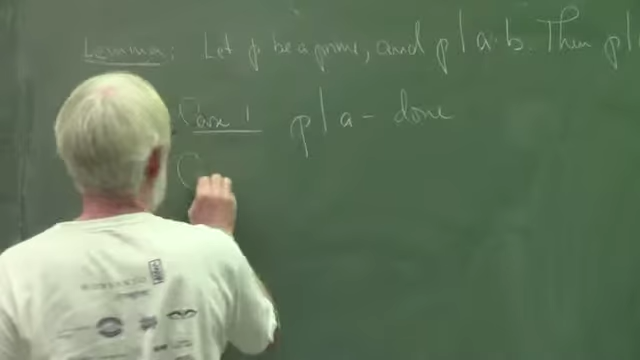 Lemma: Let p be a prime, and p | a · b. Then p |
Case 1 p | a - done
C